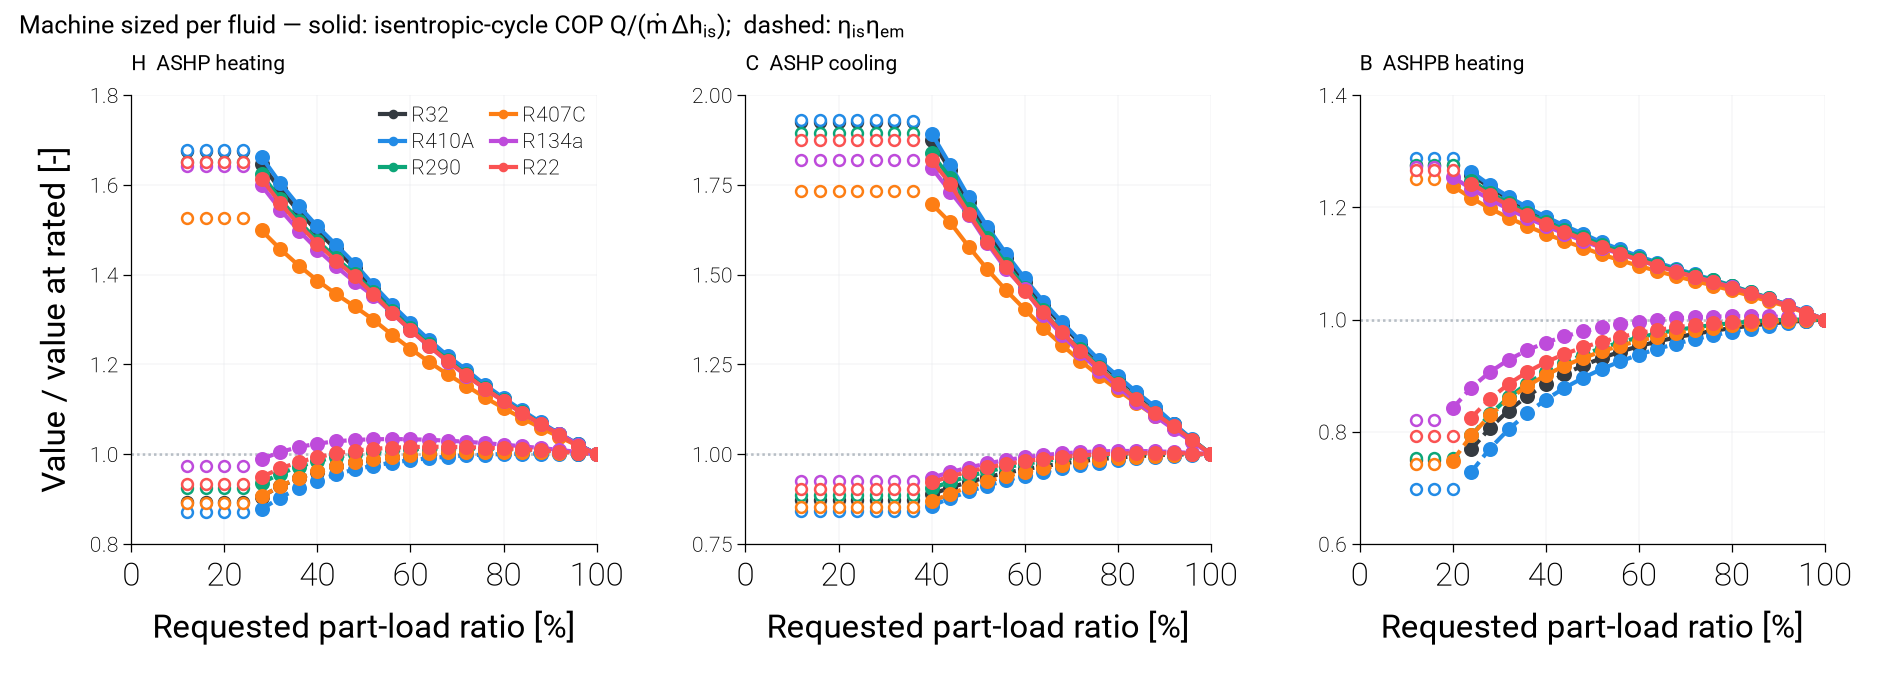 Machine sized per fluid — solid: isentropic-cycle COP Q/(ṁ Δhis); dashed: ηisηem
H ASHP heating
C ASHP cooling
B ASHPB heating
Value / value at rated [-]
1.8
1.6
1.4
1.2
1.0
0.8
R32
R410A
R290
R407C
R134a
R22
0 20 40 60 80 100
Requested part-load ratio [%]
2.00
1.75
1.50
1.25
1.00
0.75
0 20 40 60 80 100
Requested part-load ratio [%]
1.4
1.2
1.0
0.8
0.6
0 20 40 60 80 100
Requested part-load ratio [%]